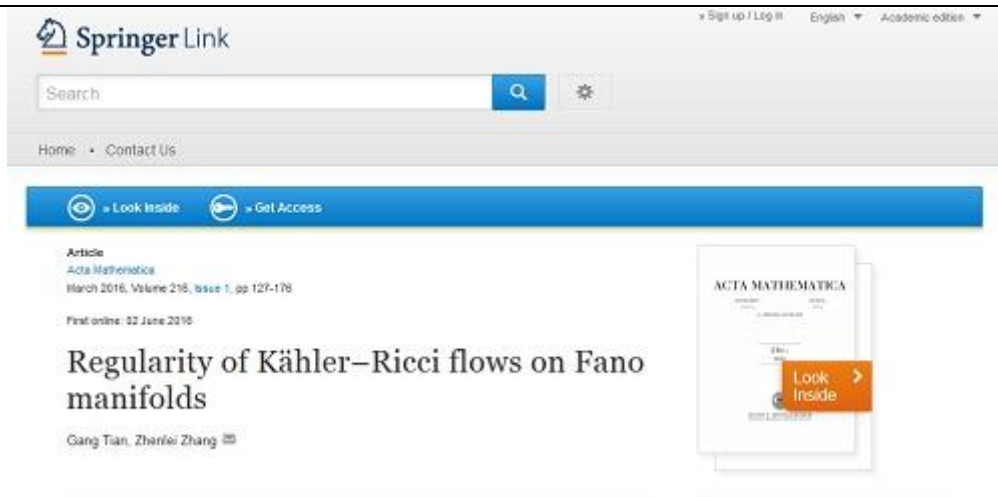 » Sign up / Log in English Academic edition
Springer Link
Search
Home • Contact Us
» Look Inside » Get Access
Article
Acta Mathematica
March 2016, Volume 216, Issue 1, pp 127-176
First online: 02 June 2016
Regularity of Kähler–Ricci flows on Fano
manifolds
Gang Tian, Zhenlei Zhang
ACTA MATHEMATICA
Look
Inside